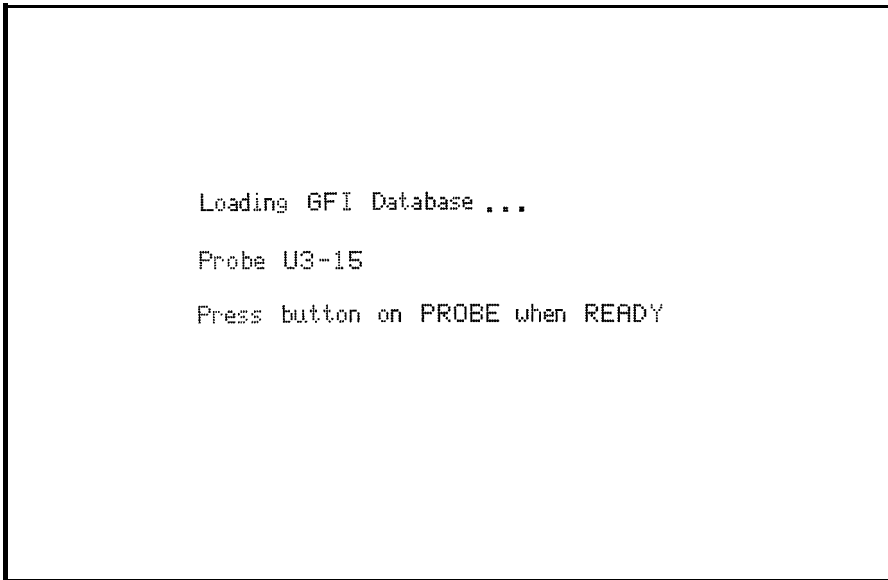 Loading GFI Database ...
Probe U3-15
Press button on PROBE when READY